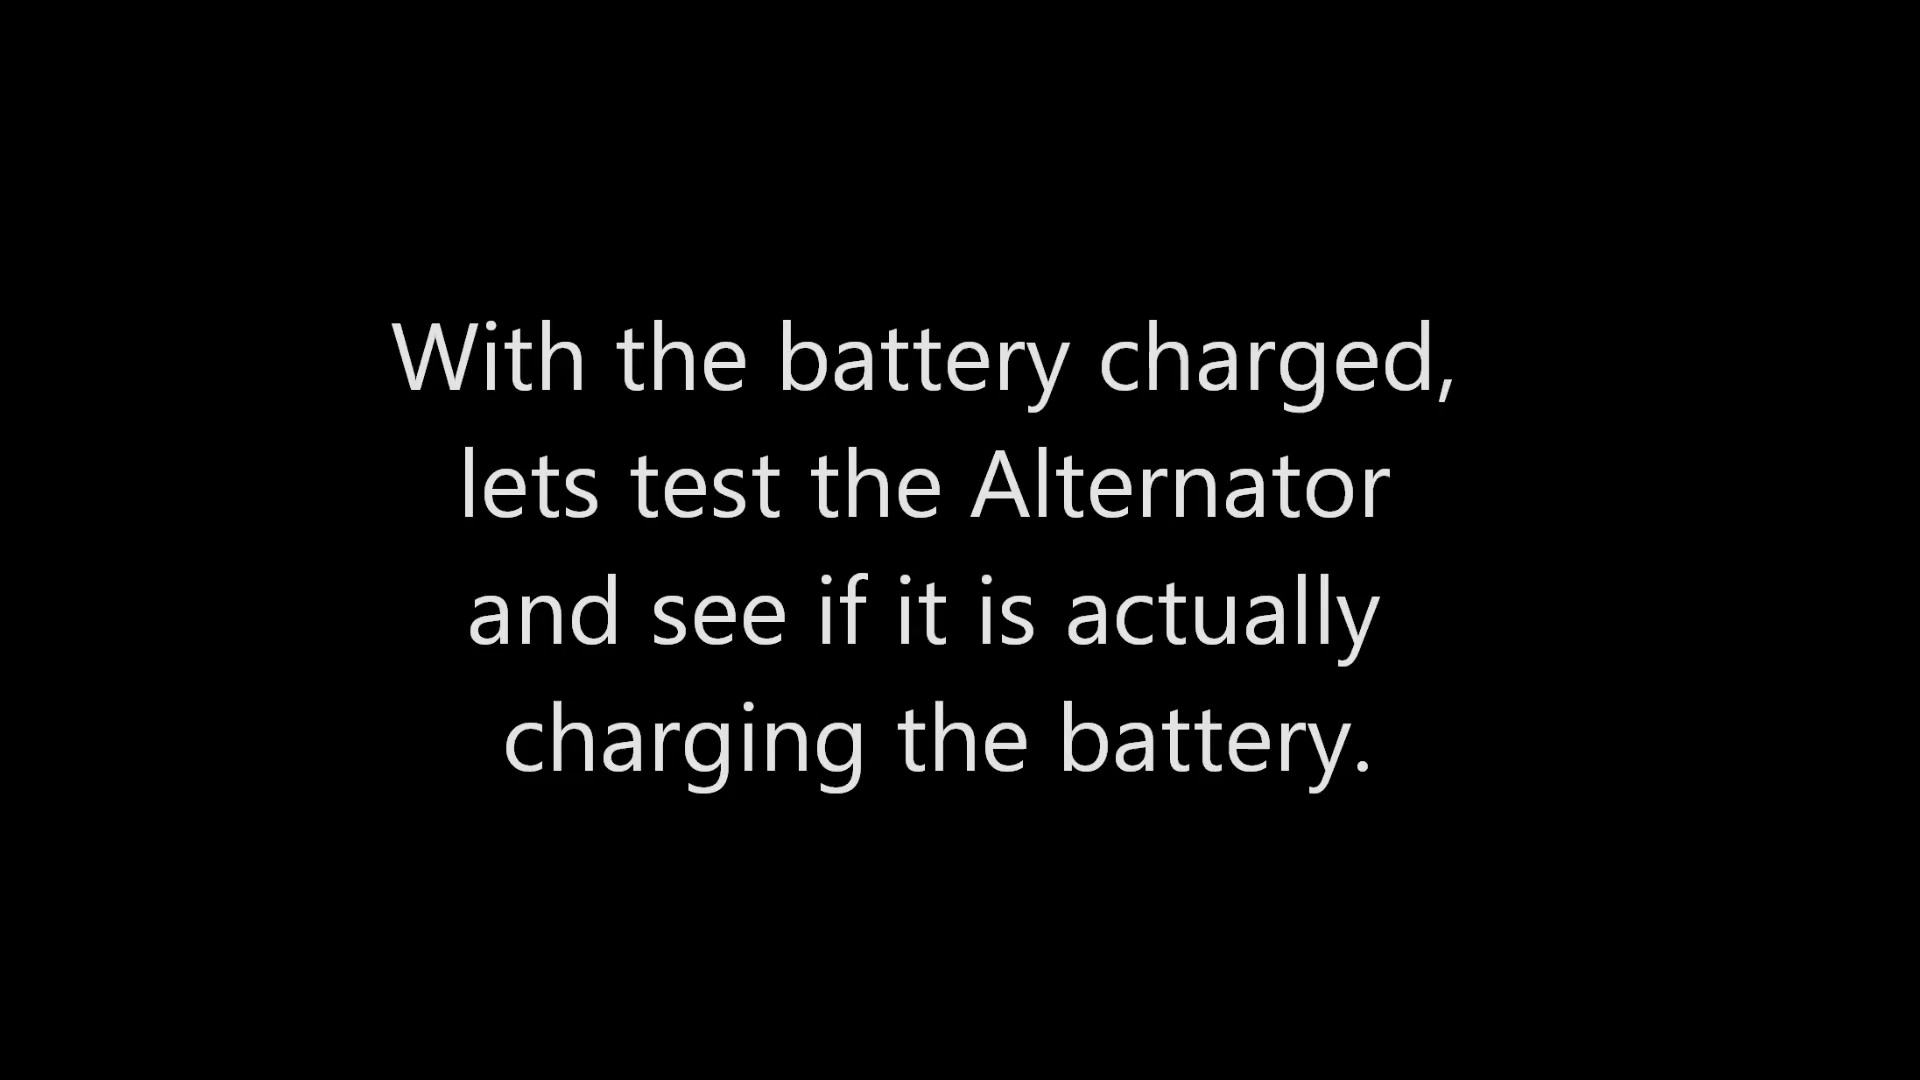 With the battery charged,
lets test the Alternator
and see if it is actually
charging the battery.